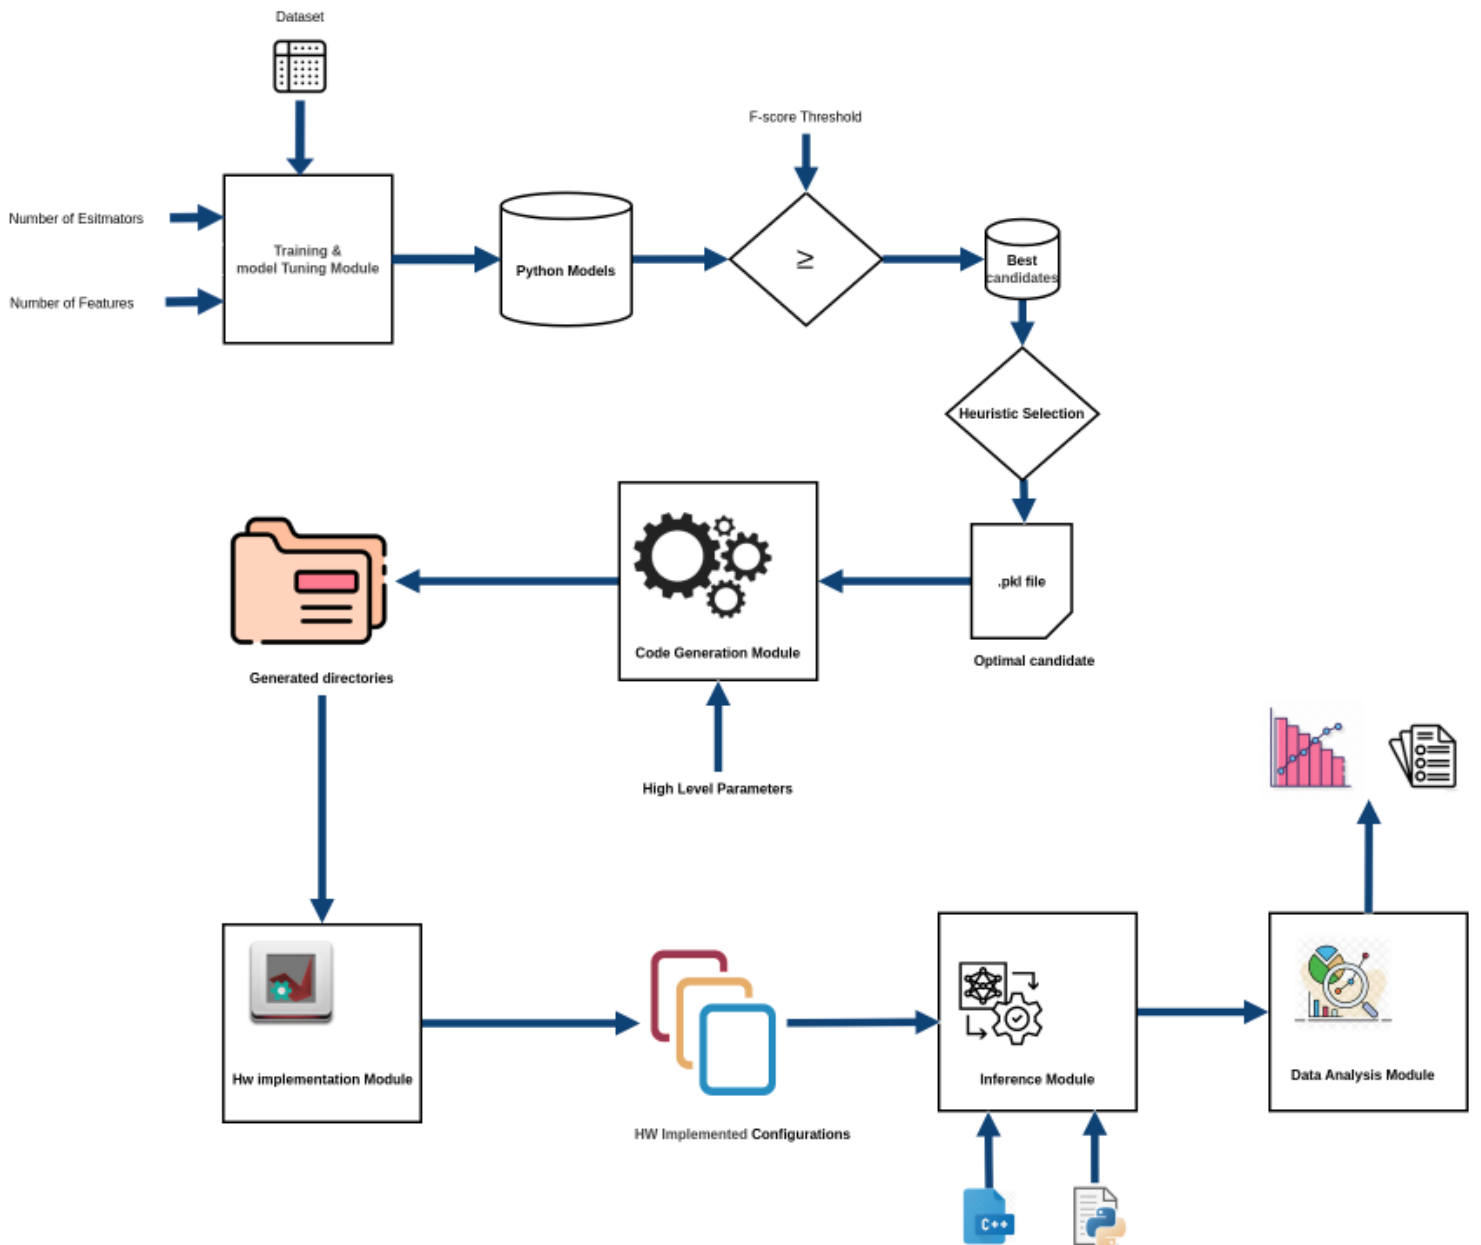 Dataset
F-score Threshold
Number of Esitmators
Training &
model Tuning Module
Number of Features
Python Models
≥
Best
candidates
Heuristic Selection
.pkl file
Optimal candidate
Code Generation Module
High Level Parameters
Generated directories
Hw implementation Module
HW Implemented Configurations
Inference Module
Data Analysis Module
C++